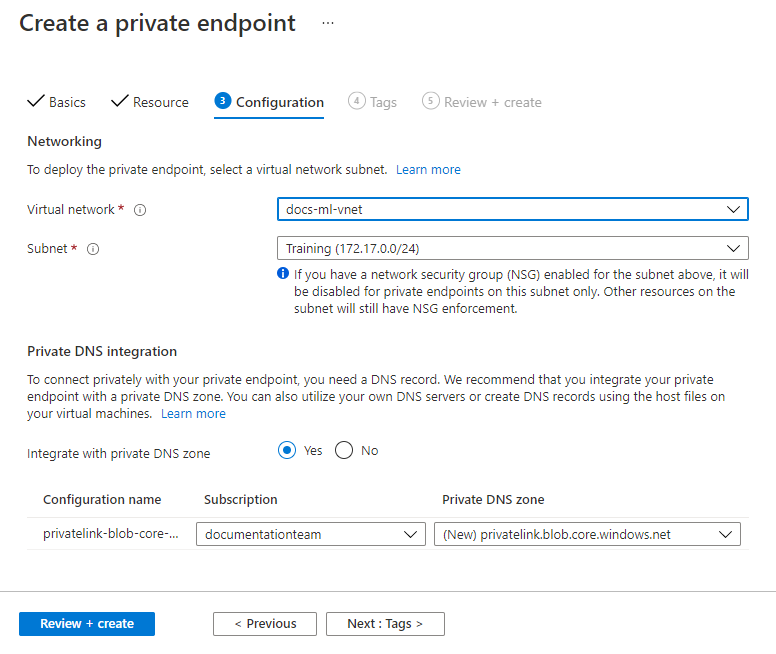 Create a private endpoint ...
Basics Resource 3 Configuration 4 Tags 5 Review + create
Networking
To deploy the private endpoint, select a virtual network subnet. Learn more
Virtual network * docs-ml-vnet
Subnet * Training (172.17.0.0/24)
If you have a network security group (NSG) enabled for the subnet above, it will
be disabled for private endpoints on this subnet only. Other resources on the
subnet will still have NSG enforcement.
Private DNS integration
To connect privately with your private endpoint, you need a DNS record. We recommend that you integrate your private
endpoint with a private DNS zone. You can also utilize your own DNS servers or create DNS records using the host files on
your virtual machines. Learn more
Integrate with private DNS zone Yes No
Configuration name Subscription Private DNS zone
privatelink-blob-core-... documentationteam (New) privatelink.blob.core.windows.net
Review + create < Previous Next : Tags >